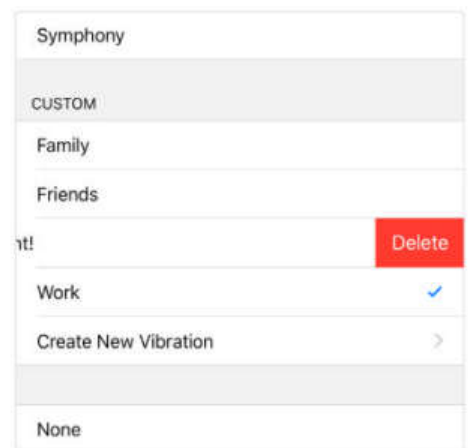 Symphony
CUSTOM
Family
Friends
nt! Delete
Work
Create New Vibration
None